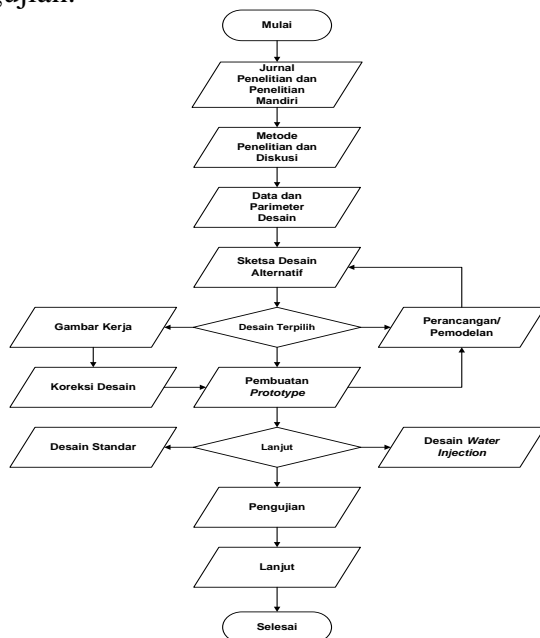 gujian.
Mulai
Jurnal
Penelitian dan
Penelitian
Mandiri
Metode
Penelitian dan
Diskusi
Data dan
Parimeter
Desain
Sketsa Desain
Alternatif
Gambar Kerja
Desain Terpilih
Perancangan/
Pemodelan
Koreksi Desain
Pembuatan
Prototype
Desain Standar
Lanjut
Desain Water
Injection
Pengujian
Lanjut
Selesai